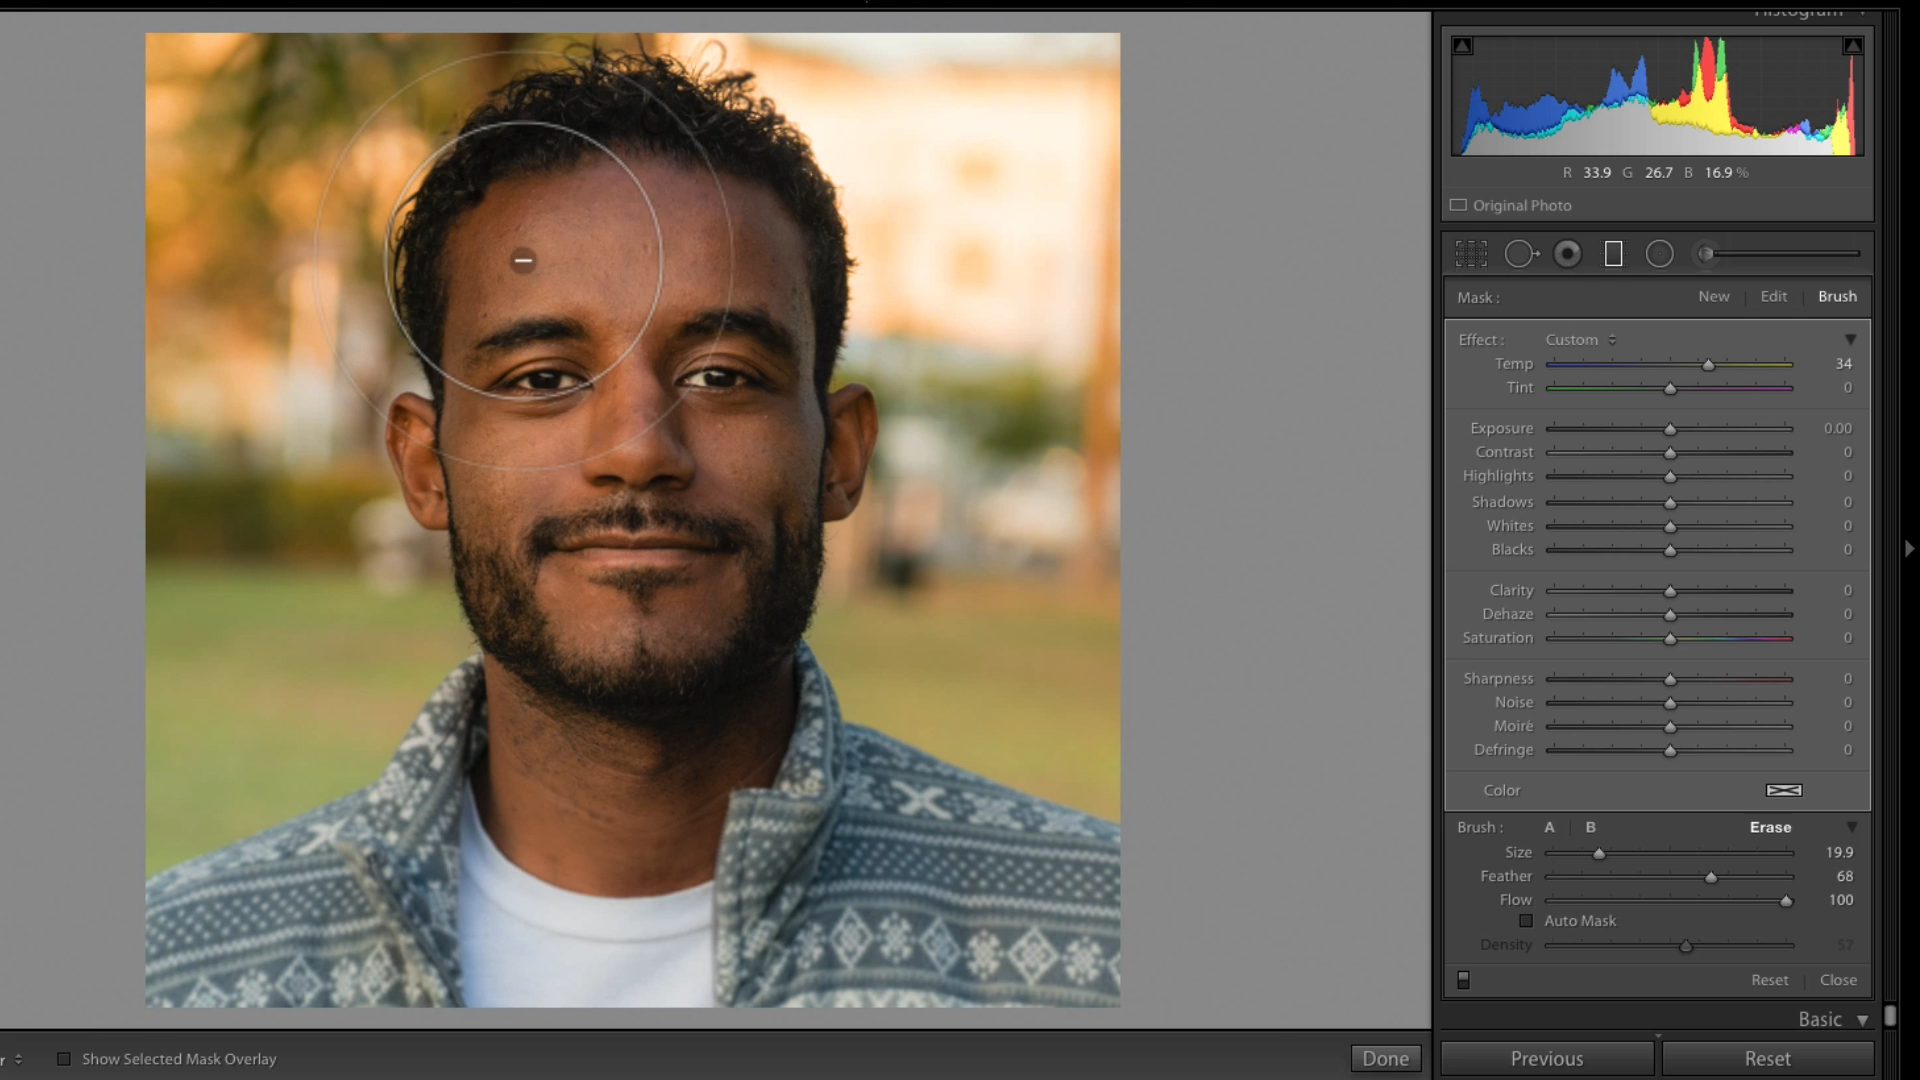 Histogram
R 33.9 G 26.7 B 16.9 %
Original Photo
Mask : New Edit Brush
Effect : Custom
Temp 34
Tint 0
Exposure 0.00
Contrast 0
Highlights 0
Shadows 0
Whites 0
Blacks 0
Clarity 0
Dehaze 0
Saturation 0
Sharpness 0
Noise 0
Moiré 0
Defringe 0
Color
Brush : A B Erase
Size 19.9
Feather 68
Flow 100
Auto Mask
Density 57
Reset Close
Basic
r Show Selected Mask Overlay Done Previous Reset